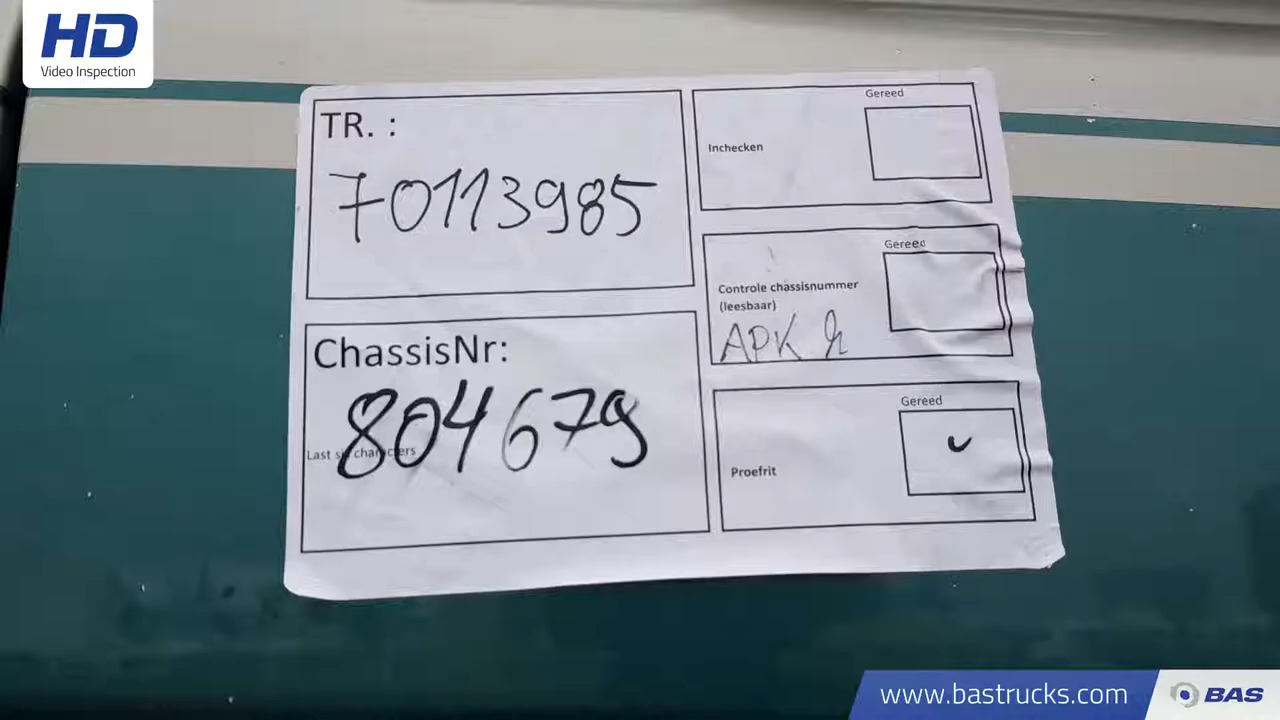 HD
Video Inspection
TR. :
70113985
ChassisNr:
804679
Last six characters
Gereed
Inchecken
Gereed
Controle chassisnummer
(leesbaar)
APK
Gereed
Proefrit
www.bastrucks.com
BAS